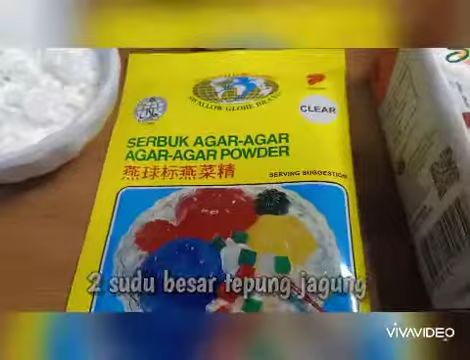 SWALLOW GLOBE BRAND
CLEAR
SERBUK AGAR-AGAR
AGAR-AGAR POWDER
燕球标燕菜精
SERVING SUGGESTION
2 sudu besar tepung jagung
VIVAVIDEO